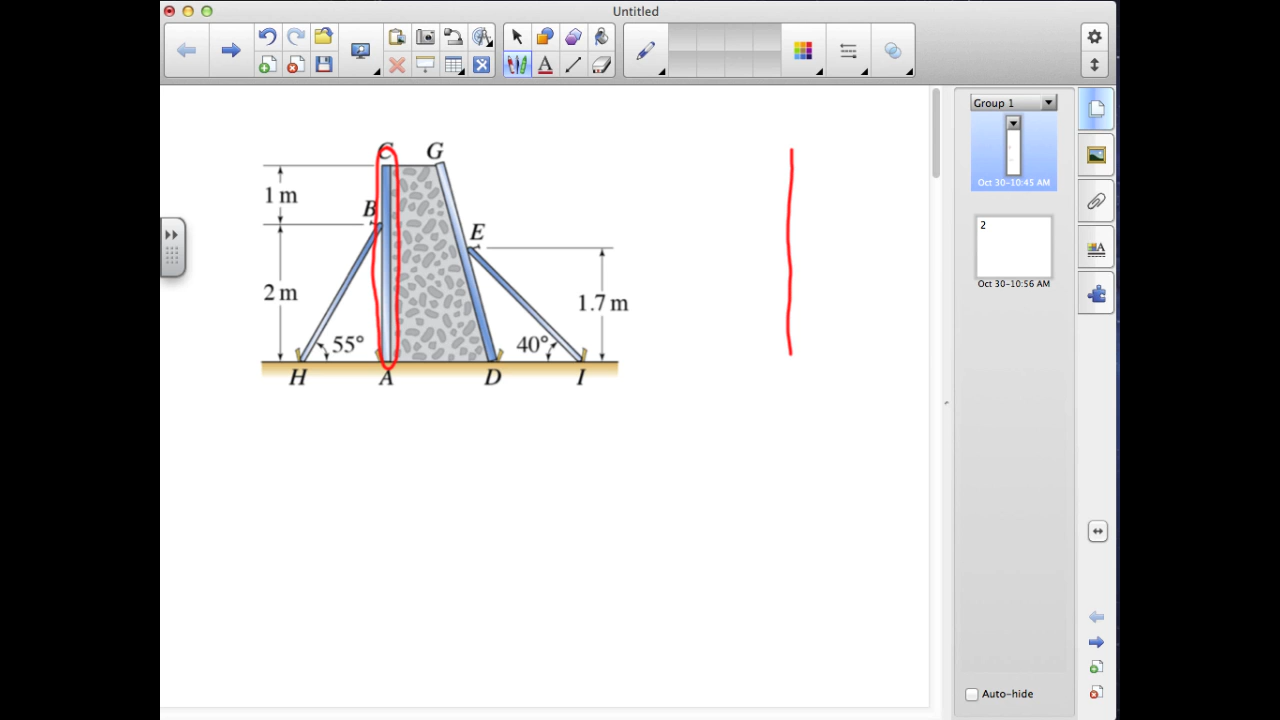 Untitled
Group 1
Oct 30-10:45 AM
2
Oct 30-10:56 AM
C G
1 m
B
E
2 m
1.7 m
55°
40°
H A D I
Auto-hide